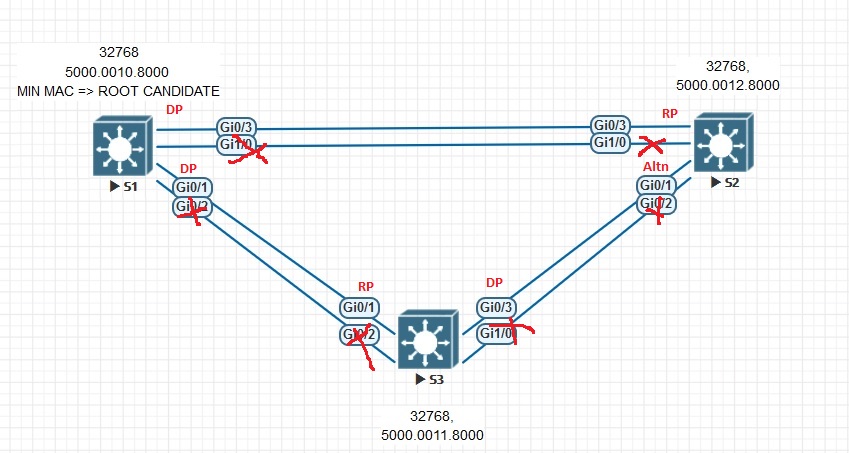 32768
5000.0010.8000
MIN MAC => ROOT CANDIDATE
32768,
5000.0012.8000
DP
RP
Gi0/3
Gi0/3
Gi1/0
Gi1/0
S1
S2
DP
Altn
Gi0/1
Gi0/1
Gi0/2
Gi0/2
RP
DP
Gi0/1
Gi0/3
Gi0/2
Gi1/0
S3
32768,
5000.0011.8000